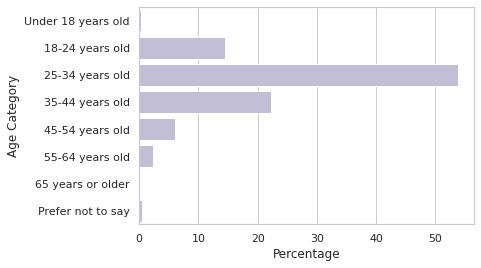 Under 18 years old
18-24 years old
25-34 years old
35-44 years old
45-54 years old
55-64 years old
65 years or older
Prefer not to say
Age Category
0 10 20 30 40 50
Percentage